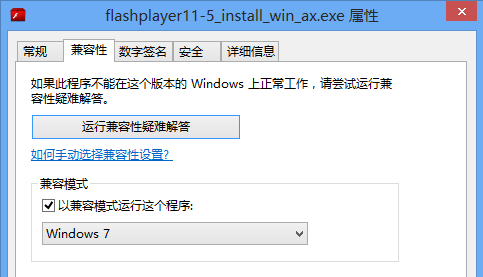 flashplayer11-5_install_win_ax.exe 属性
常规 兼容性 数字签名 安全 详细信息
如果此程序不能在这个版本的 Windows 上正常工作，请尝试运行兼
容性疑难解答。
运行兼容性疑难解答
如何手动选择兼容性设置?
兼容模式
以兼容模式运行这个程序:
Windows 7